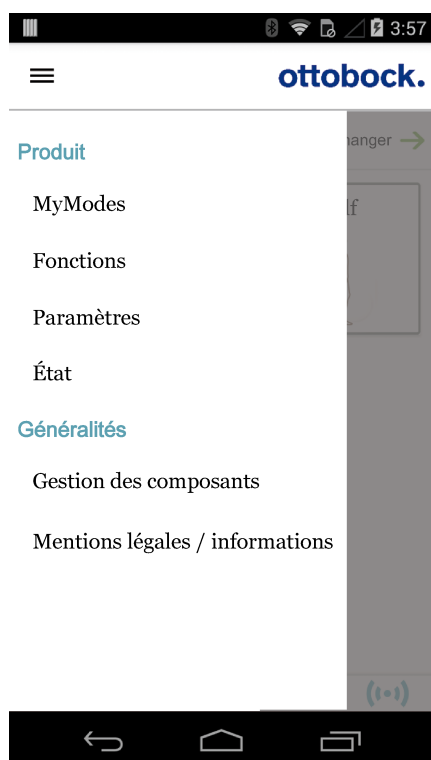 3:57
ottobock.
Produit
MyModes
Fonctions
Paramètres
État
Généralités
Gestion des composants
Mentions légales / informations